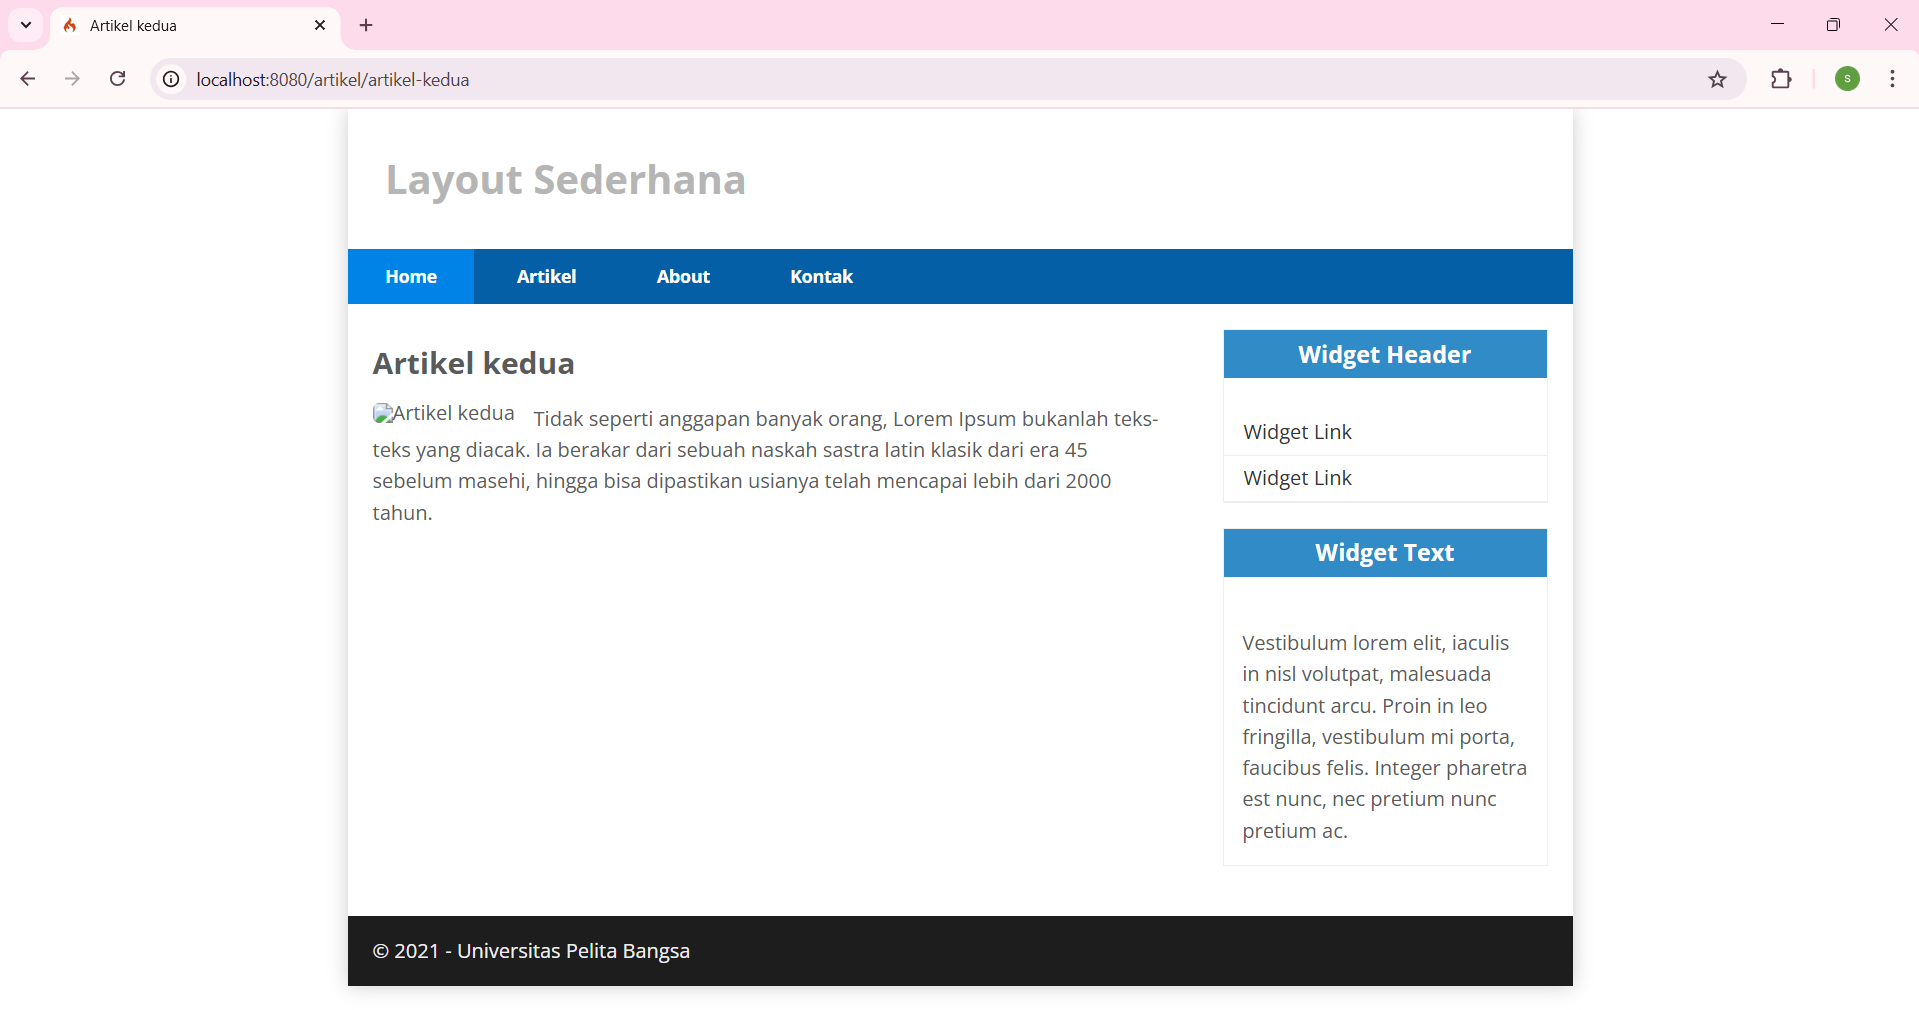 Artikel kedua
localhost:8080/artikel/artikel-kedua
S
Layout Sederhana
Home Artikel About Kontak
Artikel kedua
Artikel kedua Tidak seperti anggapan banyak orang, Lorem Ipsum bukanlah teks-
teks yang diacak. Ia berakar dari sebuah naskah sastra latin klasik dari era 45
sebelum masehi, hingga bisa dipastikan usianya telah mencapai lebih dari 2000
tahun.
Widget Header
Widget Link
Widget Link
Widget Text
Vestibulum lorem elit, iaculis
in nisl volutpat, malesuada
tincidunt arcu. Proin in leo
fringilla, vestibulum mi porta,
faucibus felis. Integer pharetra
est nunc, nec pretium nunc
pretium ac.
© 2021 - Universitas Pelita Bangsa